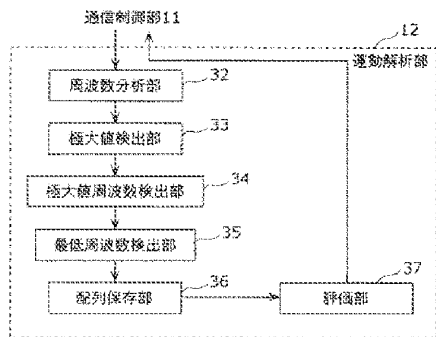 通信制御部11
12
運動解析部
周波数分析部
32
極大値検出部
33
極大値周波数検出部
34
最低周波数検出部
35
配列保存部
36
評価部
37